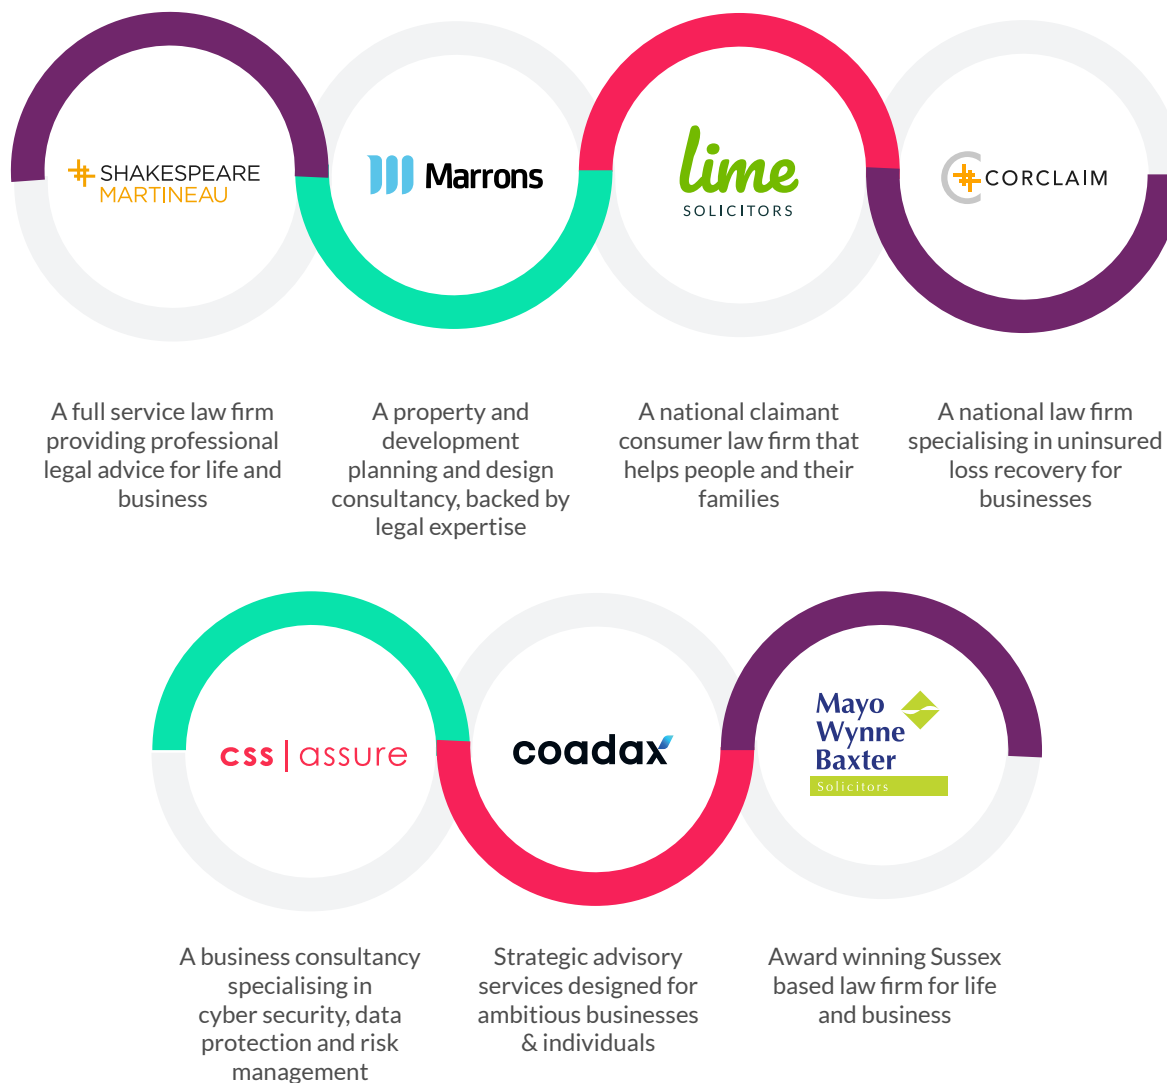 SHAKESPEARE
MARTINEAU
Marrons
lime
SOLICITORS
CORCLAIM
A full service law firm
providing professional
legal advice for life and
business
A property and
development
planning and design
consultancy, backed by
legal expertise
A national claimant
consumer law firm that
helps people and their
families
A national law firm
specialising in uninsured
loss recovery for
businesses
css | assure
coadax
Mayo
Wynne
Baxter
Solicitors
A business consultancy
specialising in
cyber security, data
protection and risk
management
Strategic advisory
services designed for
ambitious businesses
& individuals
Award winning Sussex
based law firm for life
and business